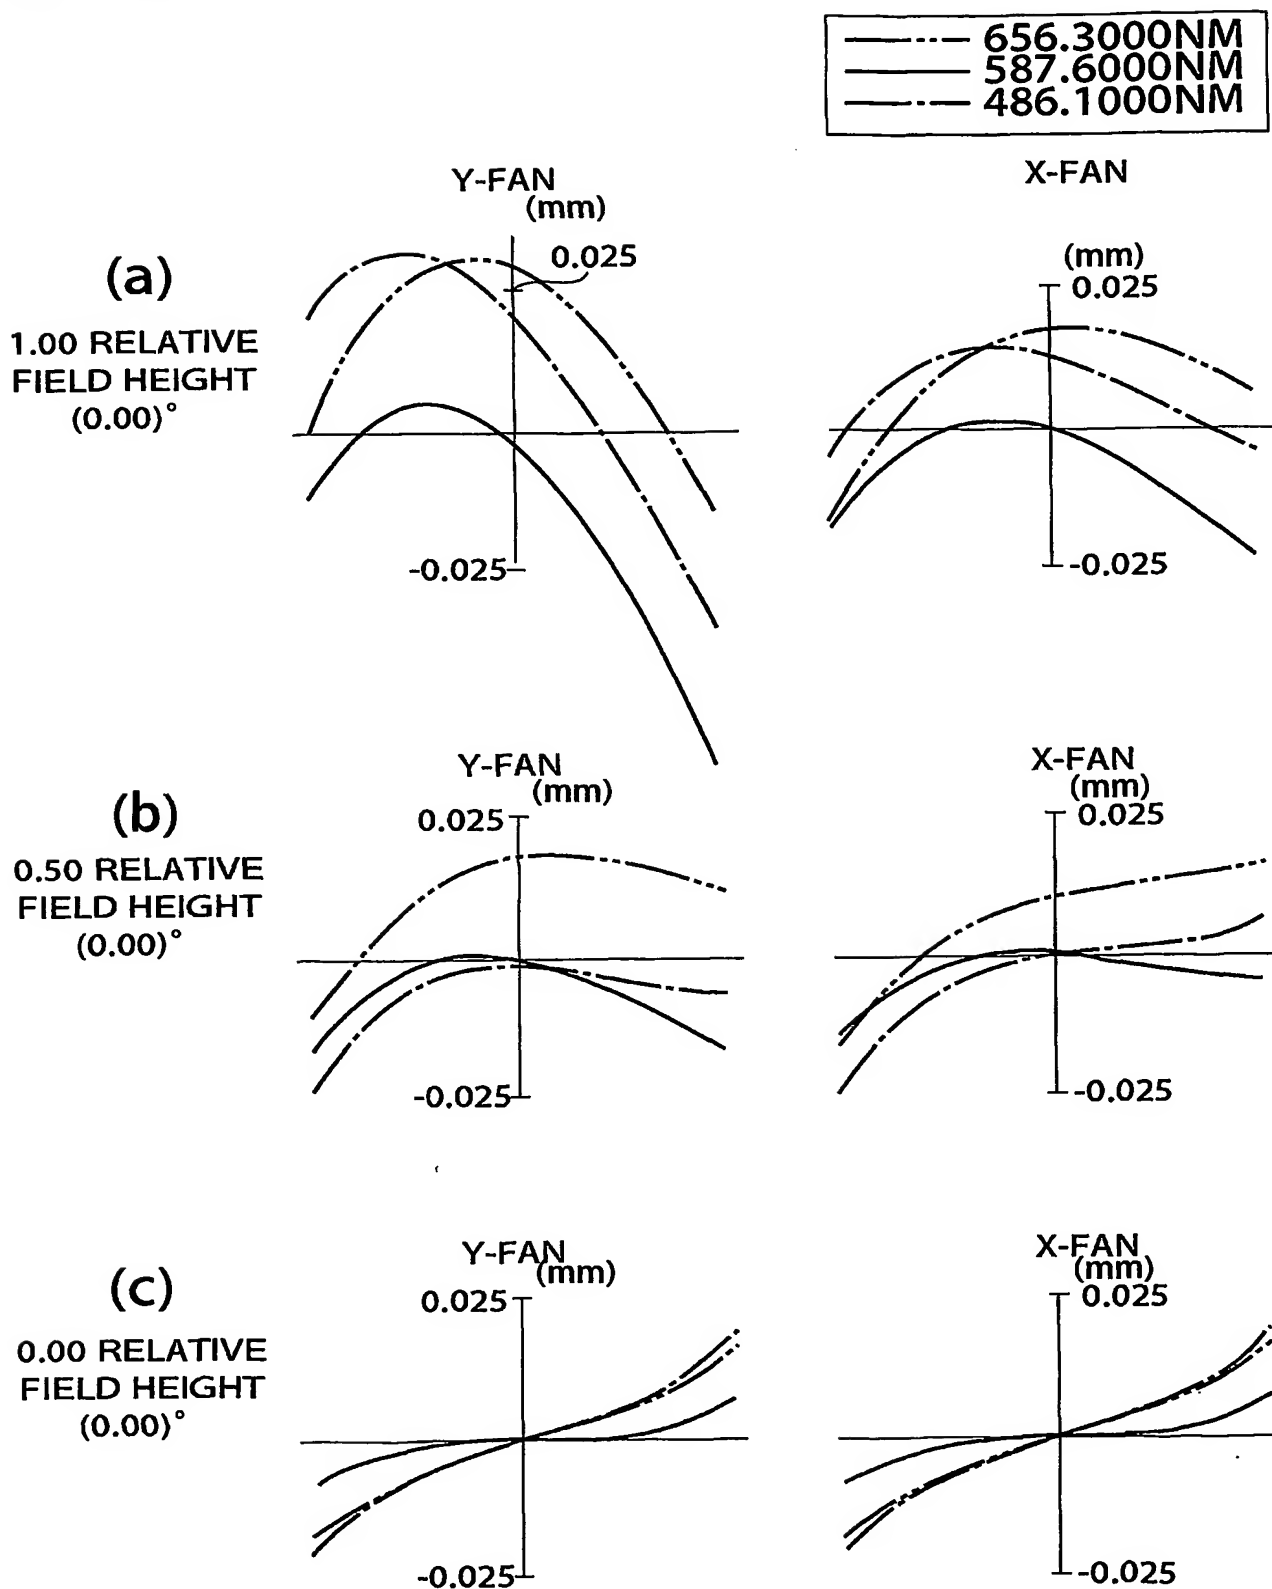 656.3000NM
587.6000NM
486.1000NM
Y-FAN
(mm)
0.025
-0.025
X-FAN
(mm)
0.025
-0.025
(a)
1.00 RELATIVE
FIELD HEIGHT
(0.00)°
Y-FAN
(mm)
0.025
-0.025
X-FAN
(mm)
0.025
-0.025
(b)
0.50 RELATIVE
FIELD HEIGHT
(0.00)°
Y-FAN
(mm)
0.025
-0.025
X-FAN
(mm)
0.025
-0.025
(c)
0.00 RELATIVE
FIELD HEIGHT
(0.00)°